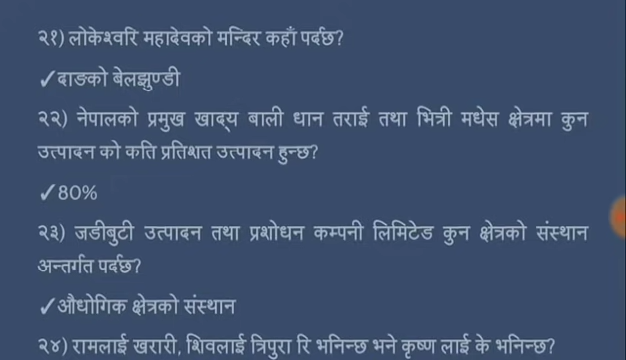 २१) लोकेश्वरि महादेवको मन्दिर कहाँ पर्दछ?
✓दाङको बेलझुण्डी
२२) नेपालको प्रमुख खाद्य बाली धान तराई तथा भित्री मधेस क्षेत्रमा कुन
उत्पादन को कति प्रतिशत उत्पादन हुन्छ?
✓80%
२३) जडीबुटी उत्पादन तथा प्रशोधन कम्पनी लिमिटेड कुन क्षेत्रको संस्थान
अन्तर्गत पर्दछ?
✓औधोगिक क्षेत्रको संस्थान
२४) रामलाई खरारी, शिवलाई त्रिपुरा रि भनिन्छ भने कृष्ण लाई के भनिन्छ?